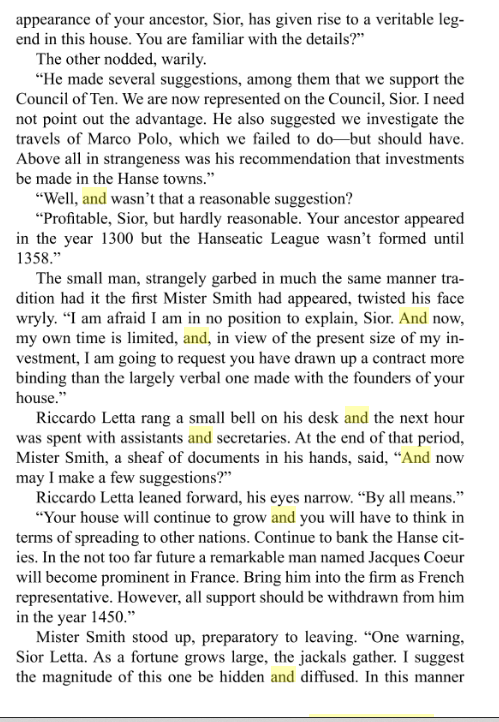 appearance of your ancestor, Sior, has given rise to a veritable leg-
end in this house. You are familiar with the details?”
The other nodded, warily.
“He made several suggestions, among them that we support the
Council of Ten. We are now represented on the Council, Sior. I need
not point out the advantage. He also suggested we investigate the
travels of Marco Polo, which we failed to do—but should have.
Above all in strangeness was his recommendation that investments
be made in the Hanse towns.”
“Well, and wasn’t that a reasonable suggestion?
“Profitable, Sior, but hardly reasonable. Your ancestor appeared
in the year 1300 but the Hanseatic League wasn’t formed until
1358.”
The small man, strangely garbed in much the same manner tra-
dition had it the first Mister Smith had appeared, twisted his face
wryly. “I am afraid I am in no position to explain, Sior. And now,
my own time is limited, and, in view of the present size of my in-
vestment, I am going to request you have drawn up a contract more
binding than the largely verbal one made with the founders of your
house.”
Riccardo Letta rang a small bell on his desk and the next hour
was spent with assistants and secretaries. At the end of that period,
Mister Smith, a sheaf of documents in his hands, said, “And now
may I make a few suggestions?”
Riccardo Letta leaned forward, his eyes narrow. “By all means.”
“Your house will continue to grow and you will have to think in
terms of spreading to other nations. Continue to bank the Hanse cit-
ies. In the not too far future a remarkable man named Jacques Coeur
will become prominent in France. Bring him into the firm as French
representative. However, all support should be withdrawn from him
in the year 1450.”
Mister Smith stood up, preparatory to leaving. “One warning,
Sior Letta. As a fortune grows large, the jackals gather. I suggest
the magnitude of this one be hidden and diffused. In this manner